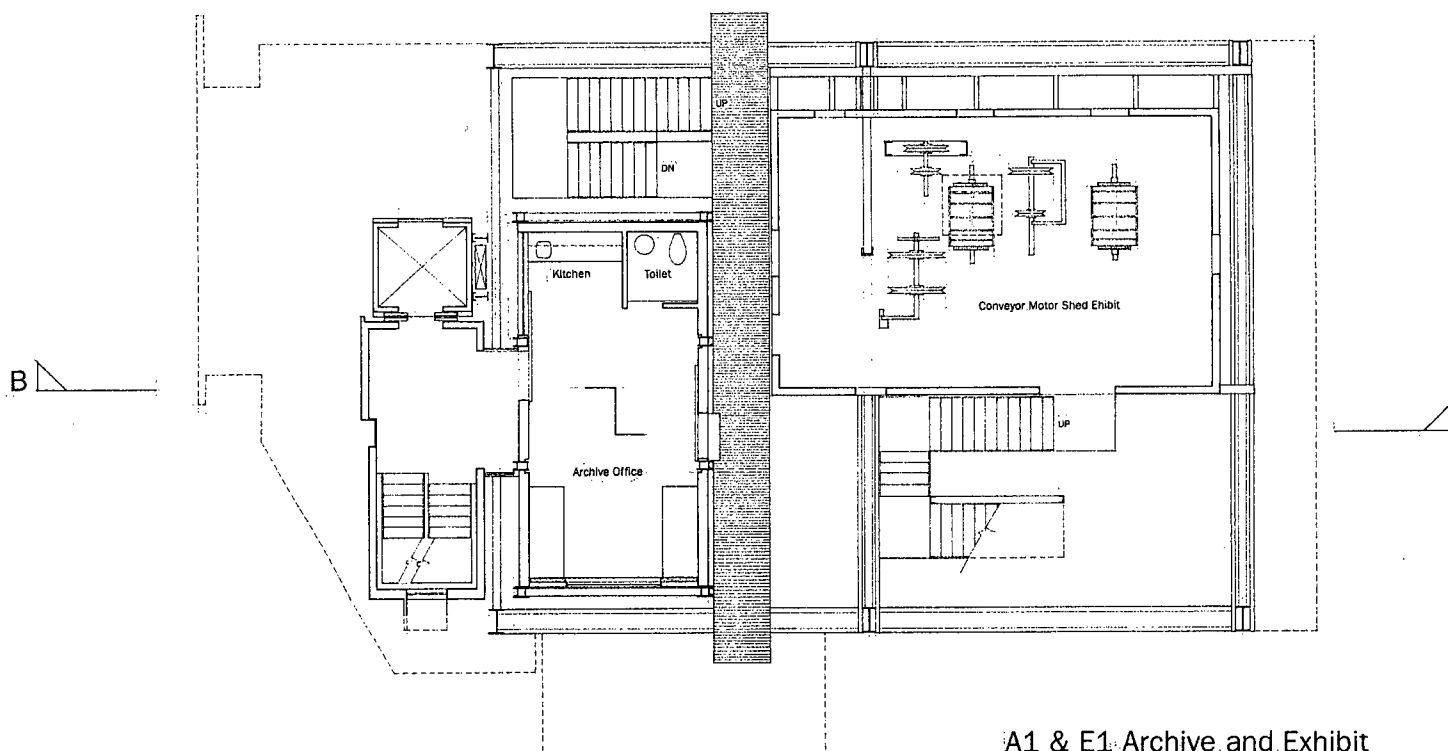 UP
DN
Kitchen Toilet
Conveyor Motor Shed Ehibit
B
UP
Archive Office
A1 & E1 Archive and Exhibit